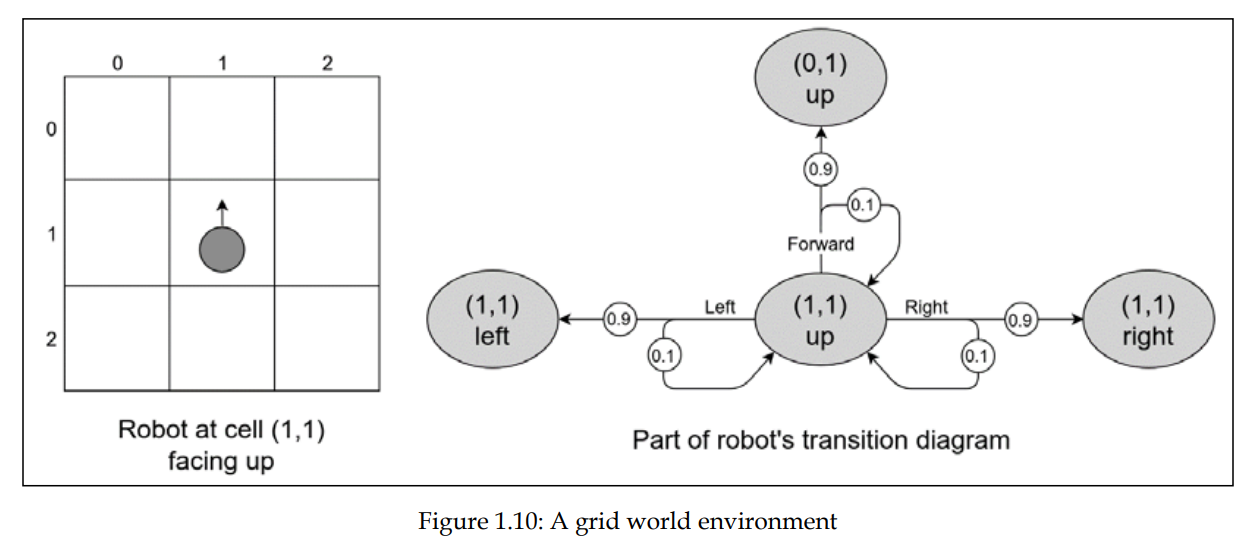 0 1 2
0
1
2
Robot at cell (1,1)
facing up
(0,1)
up
0.9
0.1
Forward
(1,1)
left
0.9
Left
0.1
(1,1)
up
Right
0.9
0.1
(1,1)
right
Part of robot's transition diagram
Figure 1.10: A grid world environment